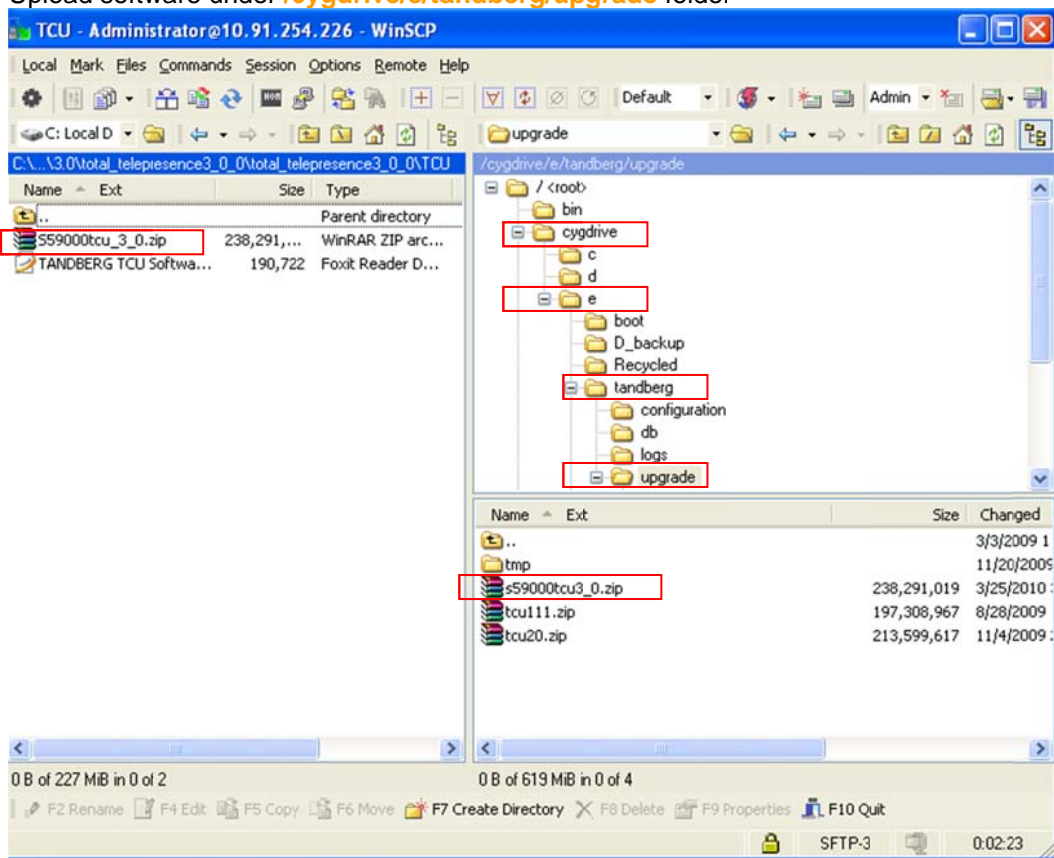 Upload software under /cygdrive/e/tandberg/upgrade folder
TCU - Administrator@10.91.254.226 - WinSCP
Local Mark Files Commands Session Options Remote Help
Default
Admin
C: Local D
upgrade
C:\...\3.0\total_telepresence3_0_0\total_telepresence3_0_0\TCU
/cygdrive/e/tandberg/upgrade
Name Ext Size Type
..
Parent directory
S59000tcu_3_0.zip 238,291,... WinRAR ZIP arc...
TANDBERG TCU Softwa... 190,722 Foxit Reader D...
/ <root>
bin
cygdrive
c
d
e
boot
D_backup
Recycled
tandberg
configuration
db
logs
upgrade
Name Ext Size Changed
.. 3/3/2009 1
tmp 11/20/2009
s59000tcu3_0.zip 238,291,019 3/25/2010
tcu111.zip 197,308,967 8/28/2009
tcu20.zip 213,599,617 11/4/2009
0 B of 227 MiB in 0 of 2
0 B of 619 MiB in 0 of 4
F2 Rename F4 Edit F5 Copy F6 Move F7 Create Directory F8 Delete F9 Properties F10 Quit
SFTP-3 0:02:23